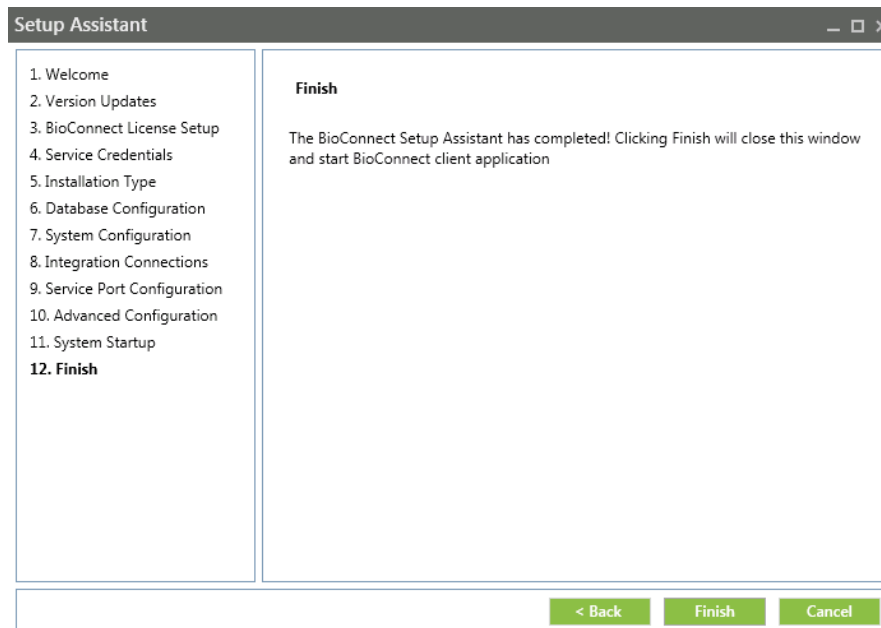 Setup Assistant
1. Welcome
2. Version Updates
3. BioConnect License Setup
4. Service Credentials
5. Installation Type
6. Database Configuration
7. System Configuration
8. Integration Connections
9. Service Port Configuration
10. Advanced Configuration
11. System Startup
12. Finish
Finish
The BioConnect Setup Assistant has completed! Clicking Finish will close this window
and start BioConnect client application
< Back Finish Cancel